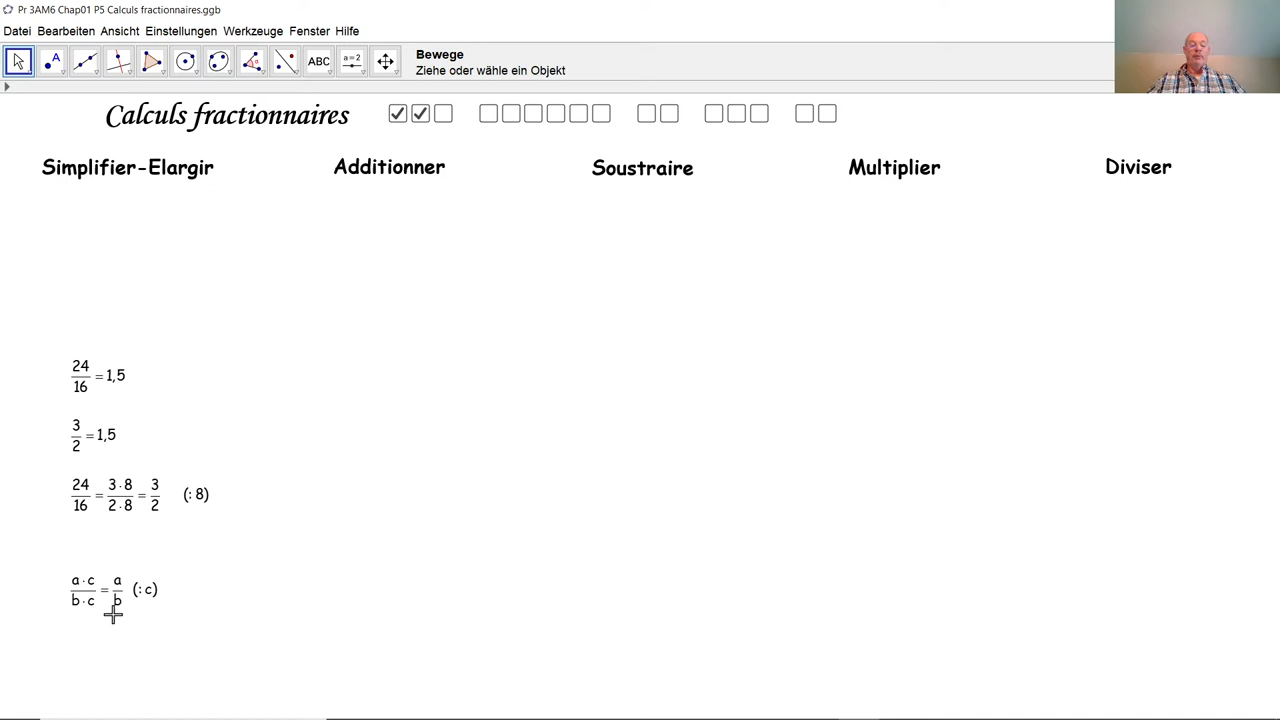 Pr 3AM6 Chap01 P5 Calculs fractionnaires.ggb
Datei Bearbeiten Ansicht Einstellungen Werkzeuge Fenster Hilfe
A
ABC
a=2
Bewege
Ziehe oder wähle ein Objekt
Calculs fractionnaires
Simplifier-Elargir Additionner Soustraire Multiplier Diviser
24/16 = 1,5
3/2 = 1,5
24/16 = 3·8/2·8 = 3/2 (: 8)
a·c/b·c = a/b (: c)